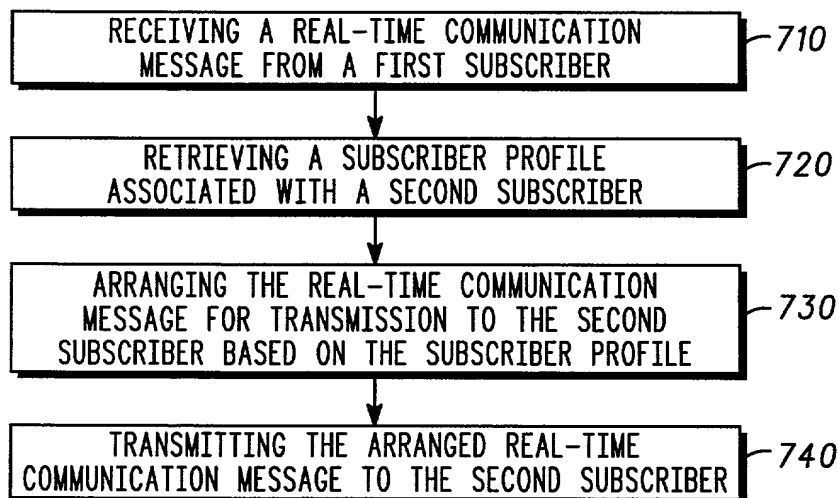 RECEIVING A REAL-TIME COMMUNICATION
MESSAGE FROM A FIRST SUBSCRIBER
710
RETRIEVING A SUBSCRIBER PROFILE
ASSOCIATED WITH A SECOND SUBSCRIBER
720
ARRANGING THE REAL-TIME COMMUNICATION
MESSAGE FOR TRANSMISSION TO THE SECOND
SUBSCRIBER BASED ON THE SUBSCRIBER PROFILE
730
TRANSMITTING THE ARRANGED REAL-TIME
COMMUNICATION MESSAGE TO THE SECOND SUBSCRIBER
740